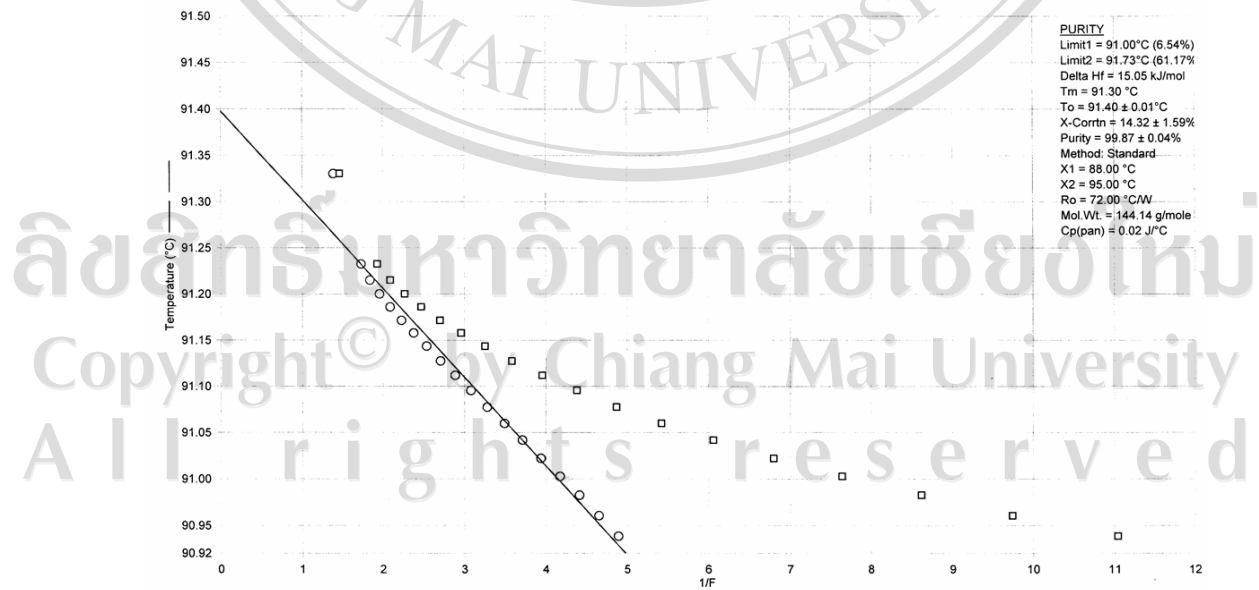 MAI UNIVERS
PURITY
Limit1 = 91.00°C (6.54%)
Limit2 = 91.73°C (61.17%
Delta Hf = 15.05 kJ/mol
Tm = 91.30 °C
To = 91.40 ± 0.01°C
X-Corrtn = 14.32 ± 1.59%
Purity = 99.87 ± 0.04%
Method: Standard
X1 = 88.00 °C
X2 = 95.00 °C
Ro = 72.00 °C/W
Mol.Wt. = 144.14 g/mole
Cp(pan) = 0.02 J/°C
91.50
91.45
91.40
91.35
91.30
91.25
91.20
91.15
91.10
91.05
91.00
90.95
90.92
Temperature (°C)
0 1 2 3 4 5 6 7 8 9 10 11 12
1/F
ลิขสิทธิ์มหาวิทยาลัยเชียงใหม่
Copyright © by Chiang Mai University
All rights reserved